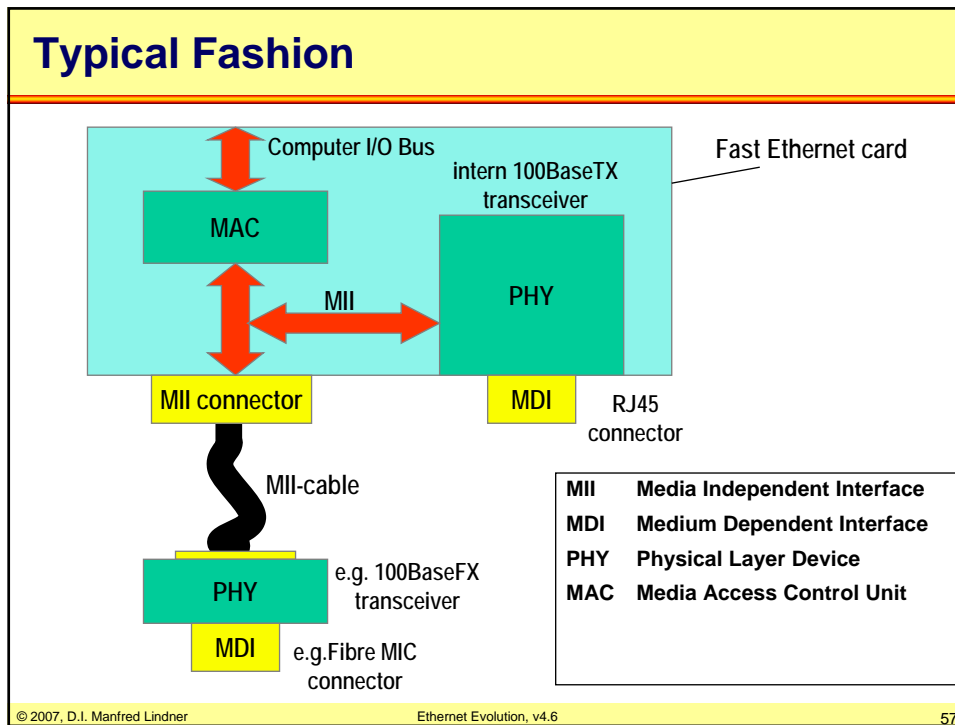 Typical Fashion
Computer I/O Bus
Fast Ethernet card
intern 100BaseTX
transceiver
MAC
MII
PHY
MII connector
MDI
RJ45
connector
MII-cable
PHY
e.g. 100BaseFX
transceiver
MDI
e.g.Fibre MIC
connector
MII Media Independent Interface
MDI Medium Dependent Interface
PHY Physical Layer Device
MAC Media Access Control Unit
© 2007, D.I. Manfred Lindner
Ethernet Evolution, v4.6
57